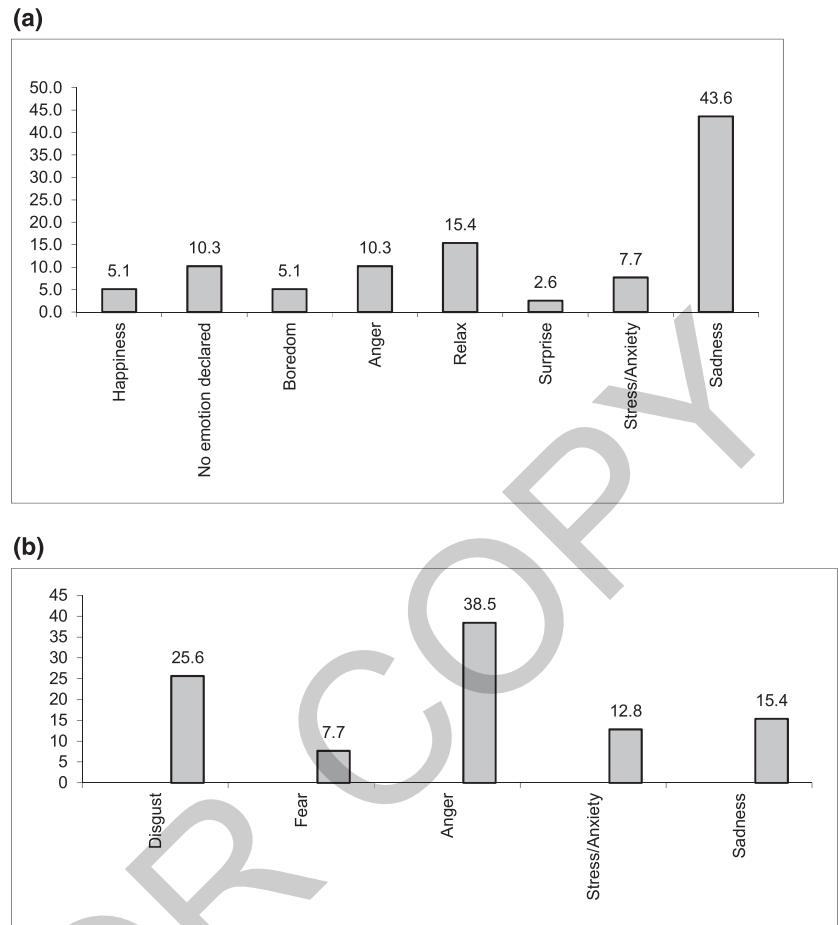 (a)
50.0
45.0
40.0
35.0
30.0
25.0
20.0
15.0
10.0
5.0
0.0
5.1
10.3
5.1
10.3
15.4
2.6
7.7
43.6
Happiness
No emotion declared
Boredom
Anger
Relax
Surprise
Stress/Anxiety
Sadness
(b)
45
40
35
30
25
20
15
10
5
0
25.6
7.7
38.5
12.8
15.4
Disgust
Fear
Anger
Stress/Anxiety
Sadness
OR COPY